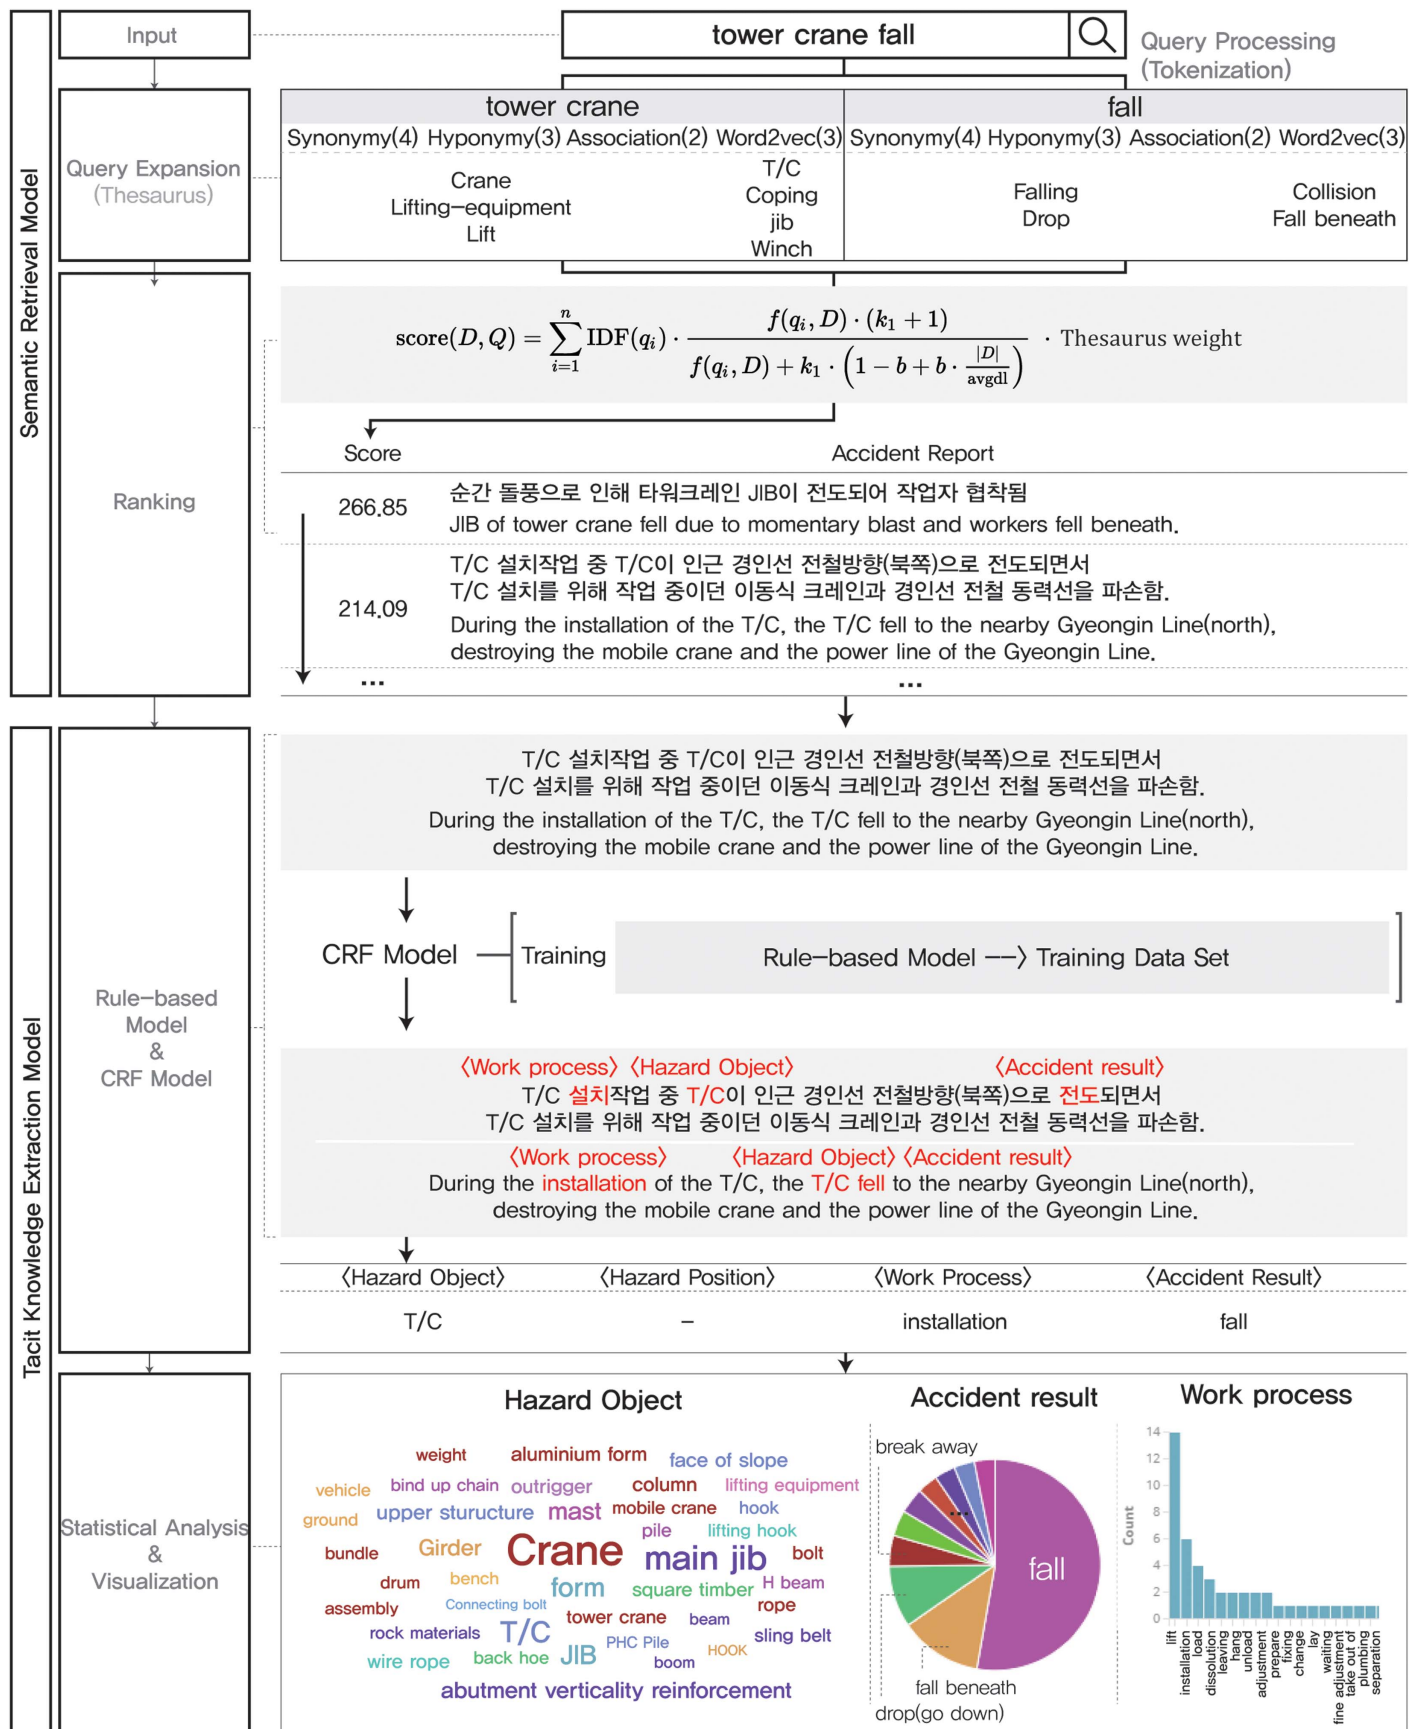 Semantic Retrieval Model
Input
tower crane fall
Query Processing
(Tokenization)
Query Expansion
(Thesaurus)
tower crane
fall
Synonymy(4) Hyponymy(3) Association(2) Word2vec(3)
Synonymy(4) Hyponymy(3) Association(2) Word2vec(3)
Crane
Lifting-equipment
Lift
T/C
Coping
jib
Winch
Falling
Drop
Collision
Fall beneath
Ranking
score(D, Q) = ∑_{i=1}^{n} IDF(q_i) · f(q_i, D) · (k_1 + 1) / f(q_i, D) + k_1 · (1 − b + b · |D| / avgdl) · Thesaurus weight
Score
Accident Report
266.85
순간 돌풍으로 인해 타워크레인 JIB이 전도되어 작업자 협착됨
JIB of tower crane fell due to momentary blast and workers fell beneath.
214.09
T/C 설치작업 중 T/C이 인근 경인선 전철방향(북쪽)으로 전도되면서
T/C 설치를 위해 작업 중이던 이동식 크레인과 경인선 전철 동력선을 파손함.
During the installation of the T/C, the T/C fell to the nearby Gyeongin Line(north),
destroying the mobile crane and the power line of the Gyeongin Line.
... ...
Tacit Knowledge Extraction Model
Rule-based
Model
&
CRF Model
T/C 설치작업 중 T/C이 인근 경인선 전철방향(북쪽)으로 전도되면서
T/C 설치를 위해 작업 중이던 이동식 크레인과 경인선 전철 동력선을 파손함.
During the installation of the T/C, the T/C fell to the nearby Gyeongin Line(north),
destroying the mobile crane and the power line of the Gyeongin Line.
CRF Model
Training
Rule-based Model --> Training Data Set
<Work process> <Hazard Object> <Accident result>
T/C 설치작업 중 T/C이 인근 경인선 전철방향(북쪽)으로 전도되면서
T/C 설치를 위해 작업 중이던 이동식 크레인과 경인선 전철 동력선을 파손함.
<Work process> <Hazard Object> <Accident result>
During the installation of the T/C, the T/C fell to the nearby Gyeongin Line(north),
destroying the mobile crane and the power line of the Gyeongin Line.
<Hazard Object> <Hazard Position> <Work Process> <Accident Result>
T/C – installation fall
Statistical Analysis
&
Visualization
Hazard Object
weight aluminium form face of slope
vehicle bind up chain outrigger column lifting equipment
ground upper sturucture mast mobile crane hook
pile lifting hook
bundle Girder Crane main jib bolt
drum bench form square timber H beam
assembly Connecting bolt tower crane beam rope
rock materials T/C PHC Pile sling belt
wire rope back hoe JIB boom HOOK
abutment verticality reinforcement
Accident result
break away
...
fall
fall beneath
drop(go down)
Work process
Count
14
12
10
8
6
4
2
0
lift
installation
load
dissolution
leaving
hang
unload
adjustment
prepare
fixing
change
lay
waiting
fine adjustment
take out of
plumbing
separation